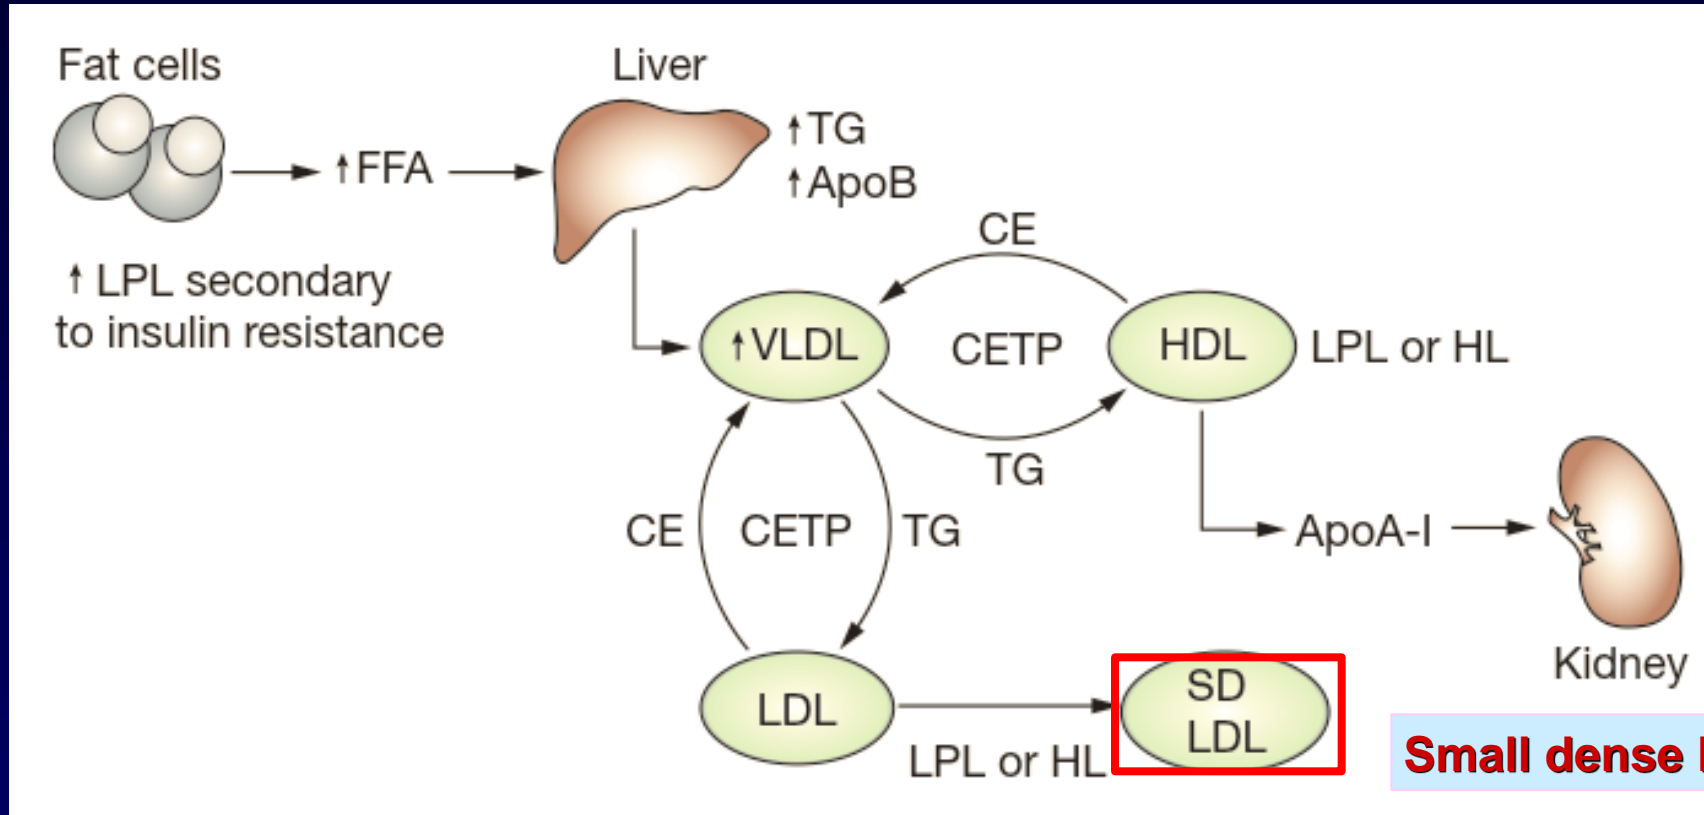 Fat cells
Liver
↑TG
↑FFA
↑ApoB
CE
↑ LPL secondary
to insulin resistance
↑VLDL
CETP
HDL
LPL or HL
TG
CE
CETP
TG
ApoA-I
Kidney
LDL
SD
LDL
LPL or HL
Small dense